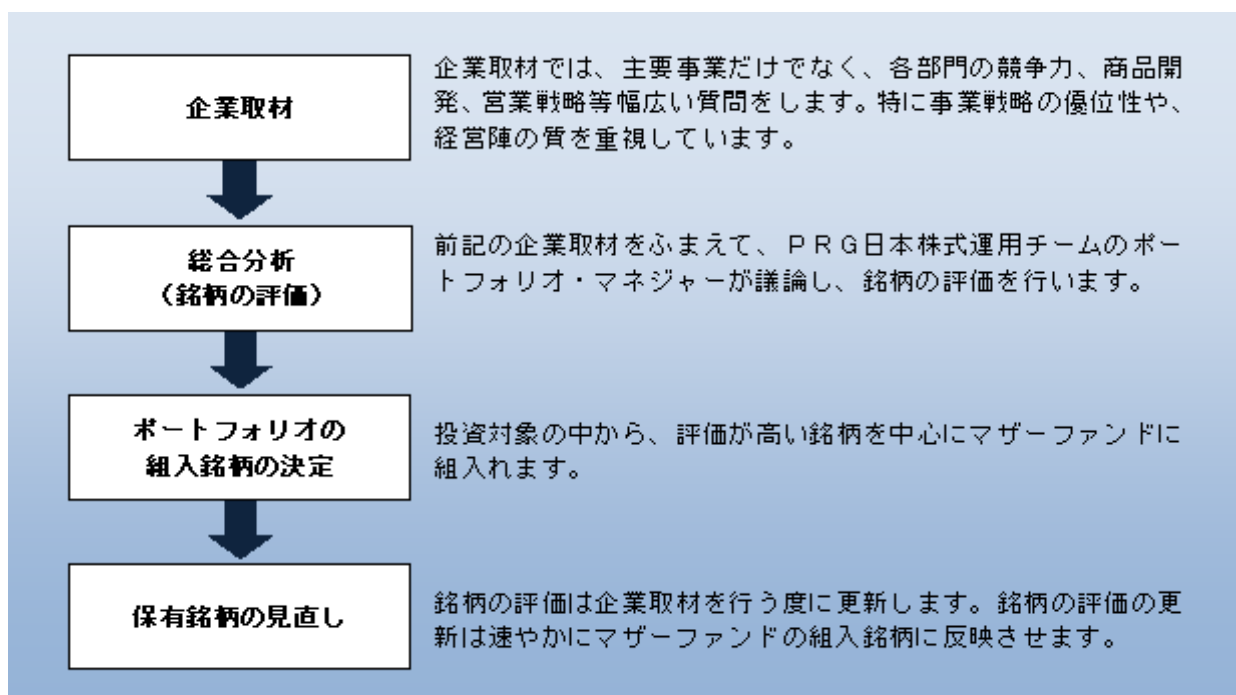 企業取材
企業取材では、主要事業だけでなく、各部門の競争力、商品開
発、営業戦略等幅広い質問をします。特に事業戦略の優位性や、
経営陣の質を重視しています。
総合分析
(銘柄の評価)
前記の企業取材をふまえて、ＰＲＧ日本株式運用チームのポー
トフォリオ・マネジャーが議論し、銘柄の評価を行います。
ポートフォリオの
組入銘柄の決定
投資対象の中から、評価が高い銘柄を中心にマザーファンドに
組入れます。
保有銘柄の見直し
銘柄の評価は企業取材を行う度に更新します。銘柄の評価の更
新は速やかにマザーファンドの組入銘柄に反映させます。